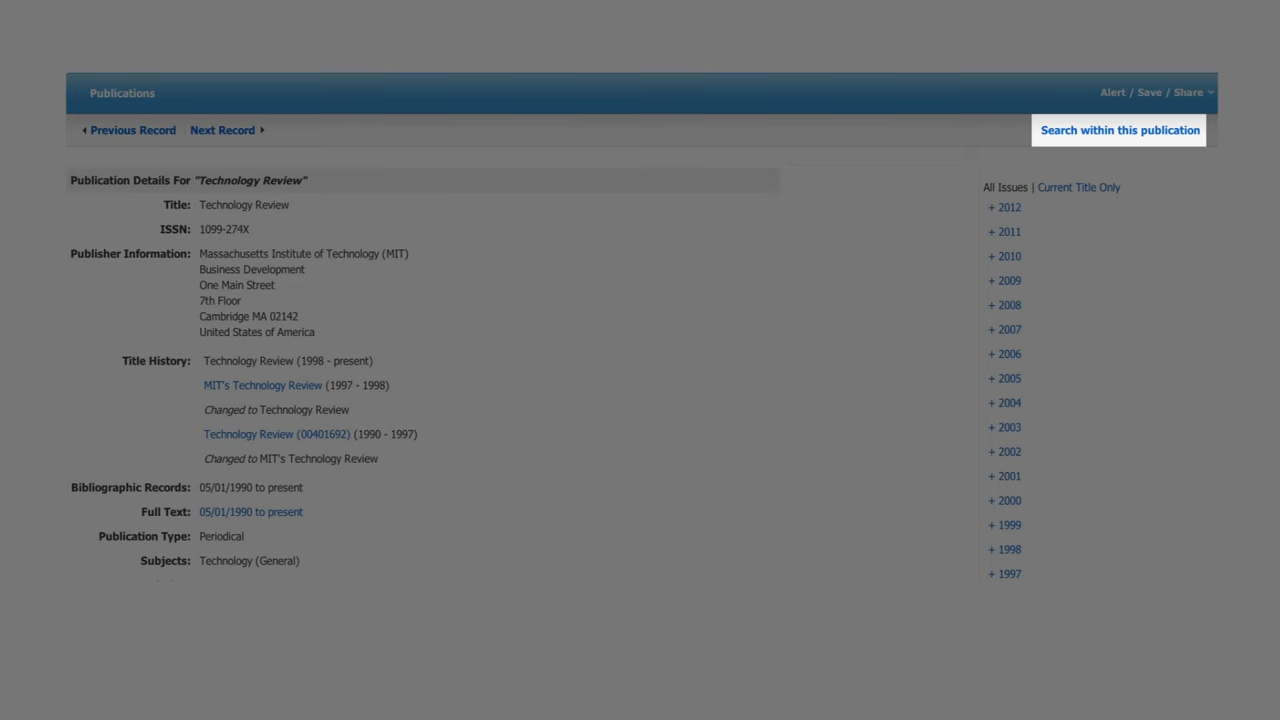 Publications
Alert / Save / Share
Previous Record
Next Record
Search within this publication
Publication Details For "Technology Review"
Title: Technology Review
ISSN: 1099-274X
Publisher Information: Massachusetts Institute of Technology (MIT)
Business Development
One Main Street
7th Floor
Cambridge MA 02142
United States of America
Title History: Technology Review (1998 - present)
MIT's Technology Review (1997 - 1998)
Changed to Technology Review
Technology Review (00401692) (1990 - 1997)
Changed to MIT's Technology Review
Bibliographic Records: 05/01/1990 to present
Full Text: 05/01/1990 to present
Publication Type: Periodical
Subjects: Technology (General)
All Issues | Current Title Only
+ 2012
+ 2011
+ 2010
+ 2009
+ 2008
+ 2007
+ 2006
+ 2005
+ 2004
+ 2003
+ 2002
+ 2001
+ 2000
+ 1999
+ 1998
+ 1997